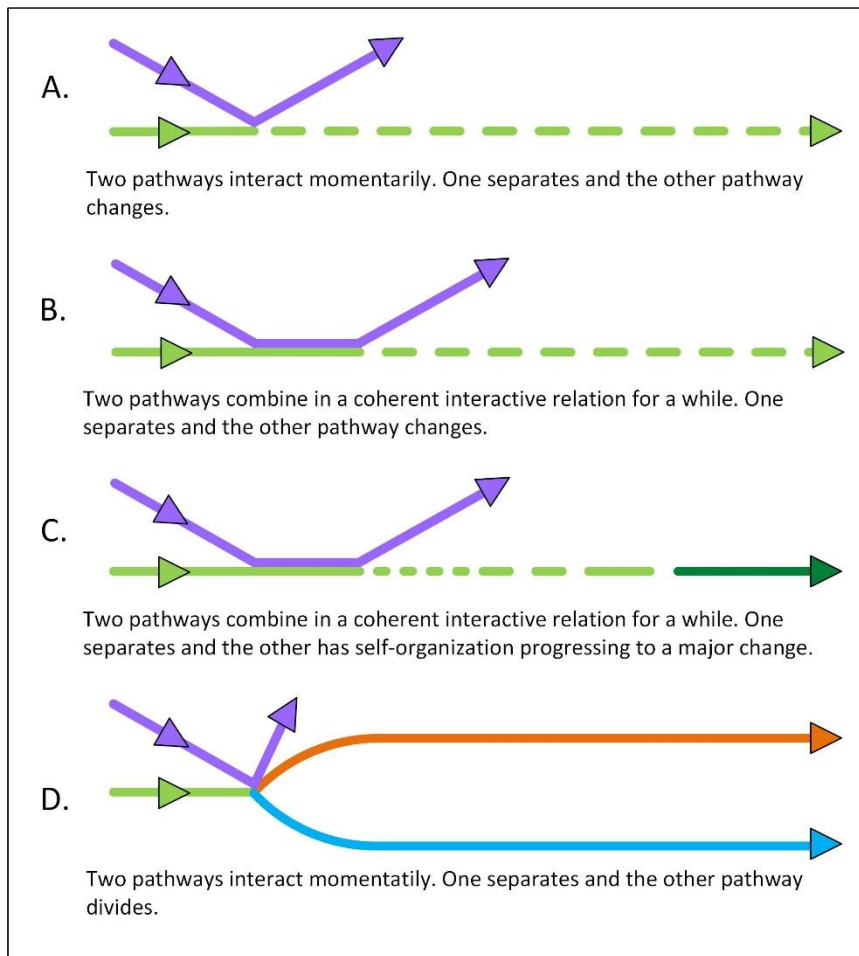 A.
Two pathways interact momentarily. One separates and the other pathway
changes.
B.
Two pathways combine in a coherent interactive relation for a while. One
separates and the other pathway changes.
C.
Two pathways combine in a coherent interactive relation for a while. One
separates and the other has self-organization progressing to a major change.
D.
Two pathways interact momentatily. One separates and the other pathway
divides.